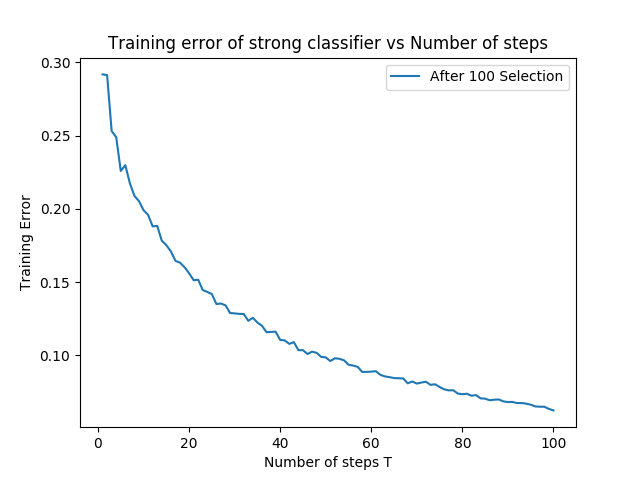 Training error of strong classifier vs Number of steps
After 100 Selection
0.30
0.25
0.20
0.15
0.10
Training Error
0 20 40 60 80 100
Number of steps T